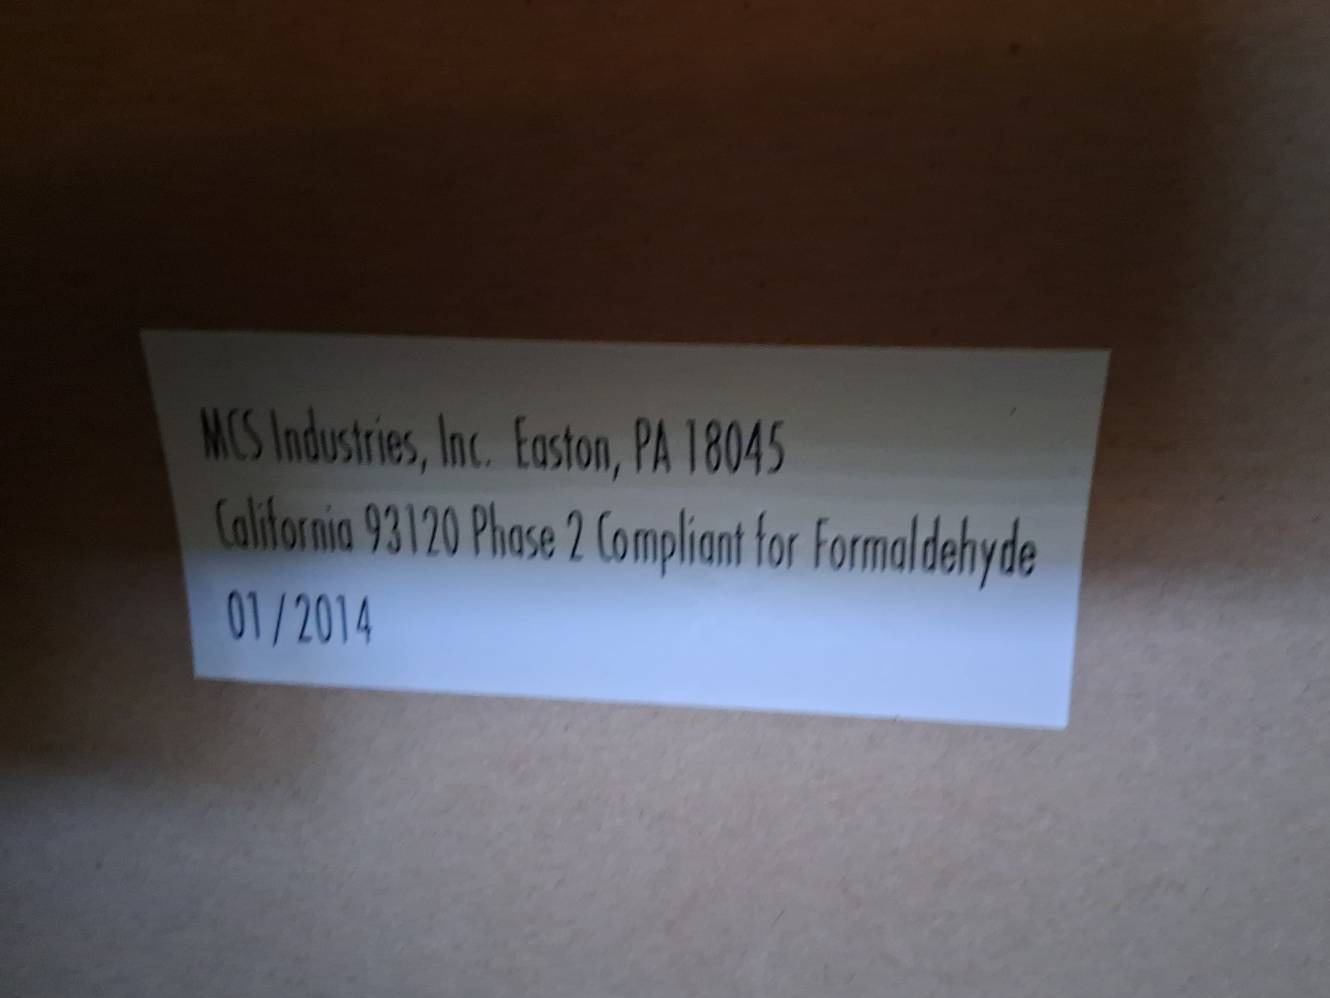 MCS Industries, Inc. Easton, PA 18045
California 93120 Phase 2 Compliant for Formaldehyde
01/2014